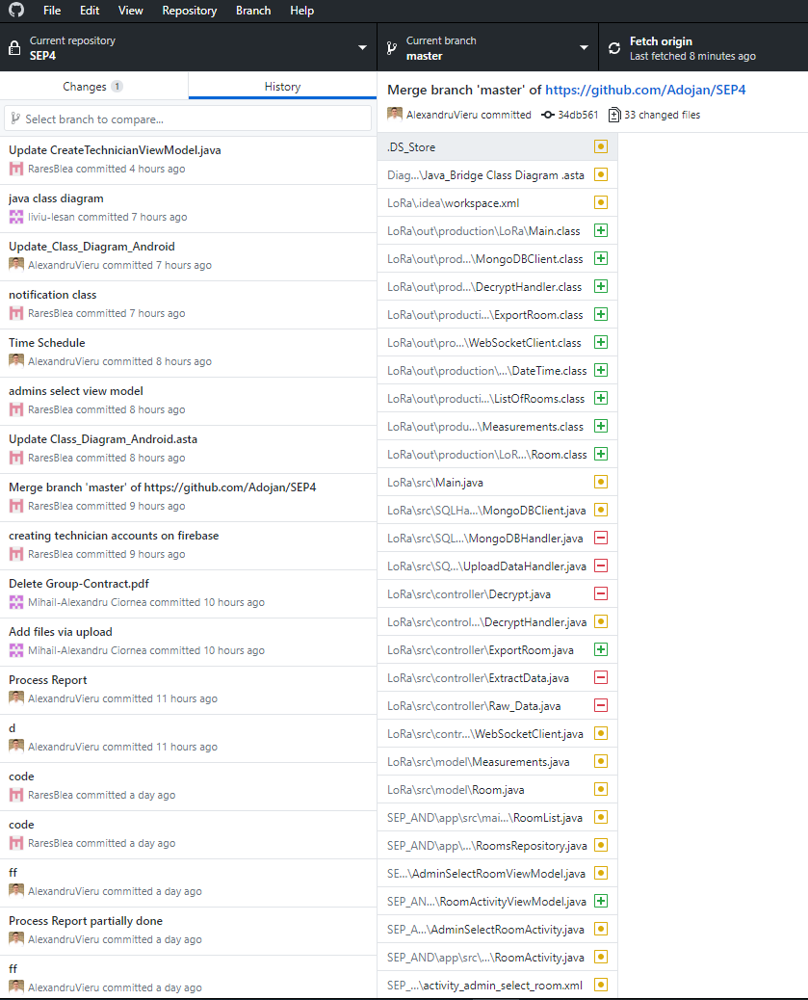 File Edit View Repository Branch Help
Current repository
SEP4
Current branch
master
Fetch origin
Last fetched 8 minutes ago
Changes 1
History
Select branch to compare...
Update CreateTechnicianViewModel.java
RaresBlea committed 4 hours ago
java class diagram
liviu-lesan committed 7 hours ago
Update_Class_Diagram_Android
AlexandruVieru committed 7 hours ago
notification class
RaresBlea committed 7 hours ago
Time Schedule
AlexandruVieru committed 8 hours ago
admins select view model
RaresBlea committed 8 hours ago
Update Class_Diagram_Android.asta
RaresBlea committed 8 hours ago
Merge branch 'master' of https://github.com/Adojan/SEP4
RaresBlea committed 9 hours ago
creating technician accounts on firebase
RaresBlea committed 9 hours ago
Delete Group-Contract.pdf
Mihail-Alexandru Ciornea committed 10 hours ago
Add files via upload
Mihail-Alexandru Ciornea committed 10 hours ago
Process Report
AlexandruVieru committed 11 hours ago
d
AlexandruVieru committed 11 hours ago
code
RaresBlea committed a day ago
code
RaresBlea committed a day ago
ff
AlexandruVieru committed a day ago
Process Report partially done
AlexandruVieru committed a day ago
ff
AlexandruVieru committed a day ago
Merge branch 'master' of https://github.com/Adojan/SEP4
AlexandruVieru committed 34db561 33 changed files
.DS_Store
Diag...\Java_Bridge Class Diagram .asta
LoRa\.idea\workspace.xml
LoRa\out\production\LoRa\Main.class
LoRa\out\prod...\MongoDBClient.class
LoRa\out\prod...\DecryptHandler.class
LoRa\out\producti...\ExportRoom.class
LoRa\out\pro...\WebSocketClient.class
LoRa\out\production\...\DateTime.class
LoRa\out\producti...\ListOfRooms.class
LoRa\out\produ...\Measurements.class
LoRa\out\production\LoR...\Room.class
LoRa\src\Main.java
LoRa\src\SQLHa...\MongoDBClient.java
LoRa\src\SQL...\MongoDBHandler.java
LoRa\src\SQ...\UploadDataHandler.java
LoRa\src\controller\Decrypt.java
LoRa\src\control...\DecryptHandler.java
LoRa\src\controller\ExportRoom.java
LoRa\src\controller\ExtractData.java
LoRa\src\controller\Raw_Data.java
LoRa\src\contr...\WebSocketClient.java
LoRa\src\model\Measurements.java
LoRa\src\model\Room.java
SEP_AND\app\src\mai...\RoomList.java
SEP_AND\app\...\RoomsRepository.java
SE...\AdminSelectRoomViewModel.java
SEP_AN...\RoomActivityViewModel.java
SEP_A...\AdminSelectRoomActivity.java
SEP_AND\app\src\...\RoomActivity.java
SEP_...\activity_admin_select_room.xml